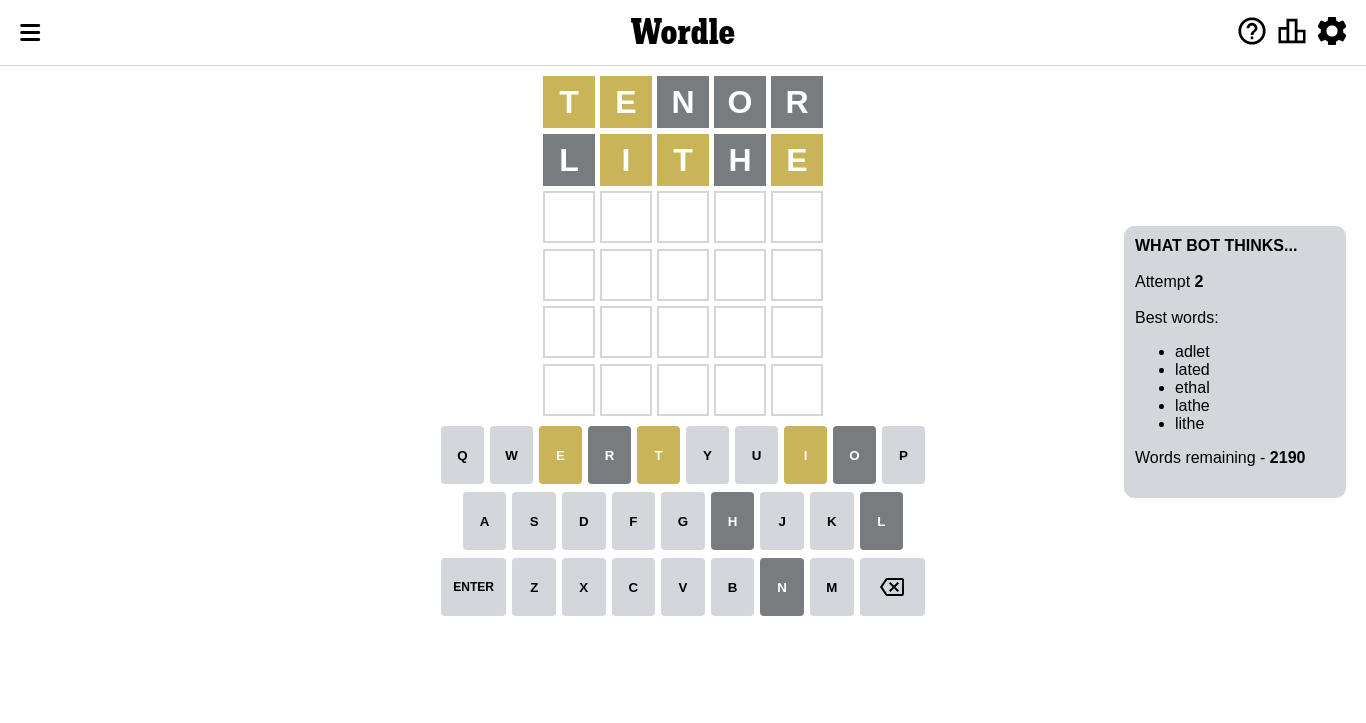 Wordle
T E N O R
L I T H E
WHAT BOT THINKS...
Attempt 2
Best words:
adlet
lated
ethal
lathe
lithe
Words remaining - 2190
Q W E R T Y U I O P
A S D F G H J K L
ENTER Z X C V B N M